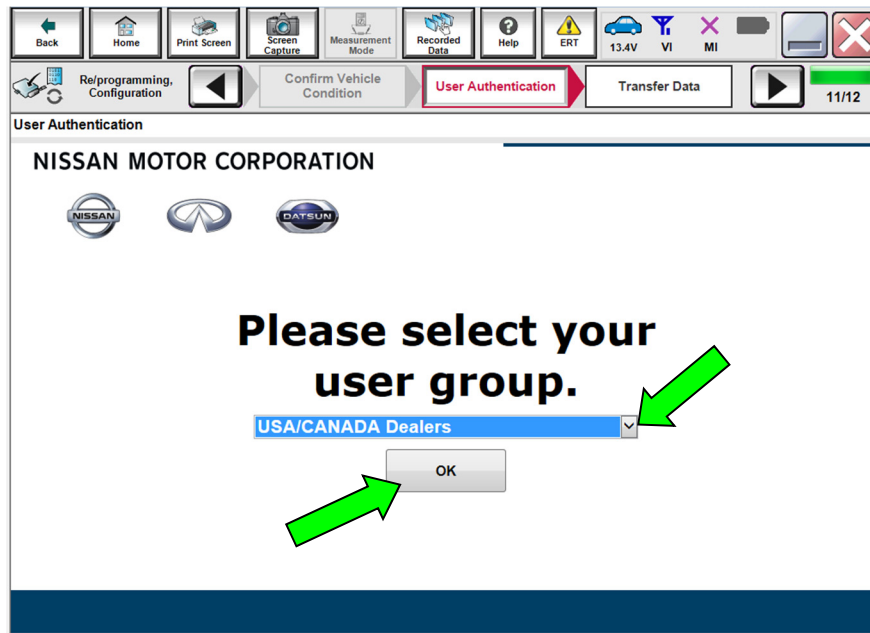 Back
Home
Print Screen
Screen
Capture
Measurement
Mode
Recorded
Data
Help
ERT
13.4V
VI
MI
Re/programming,
Configuration
Confirm Vehicle
Condition
User Authentication
Transfer Data
11/12
User Authentication
NISSAN MOTOR CORPORATION
NISSAN
DATSUN
Please select your
user group.
USA/CANADA Dealers
OK